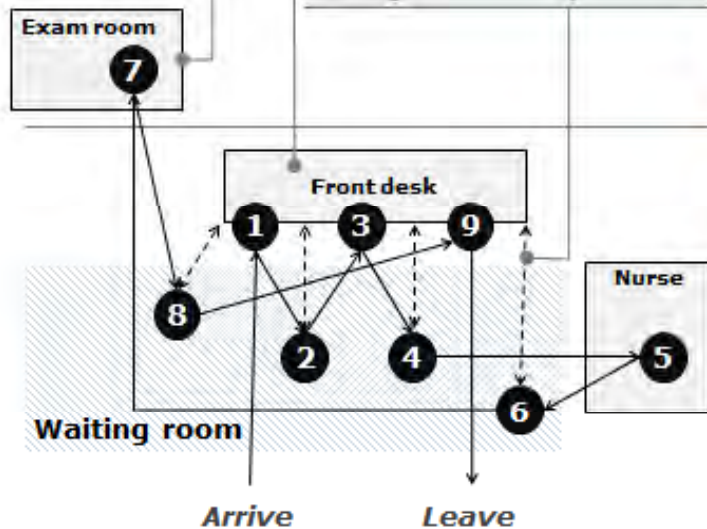 Exam room
7
Front desk
1 3 9
Nurse
8
2 4 5
6
Waiting room
Arrive Leave